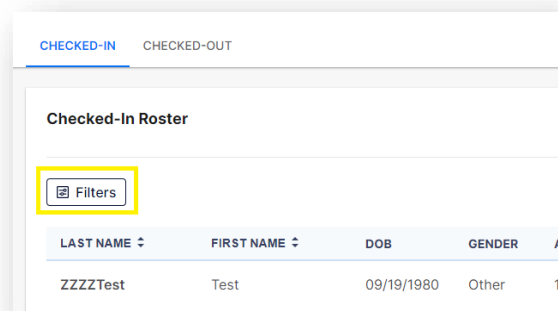 CHECKED-IN CHECKED-OUT
Checked-In Roster
Filters
LAST NAME FIRST NAME DOB GENDER
ZZZZTest Test 09/19/1980 Other